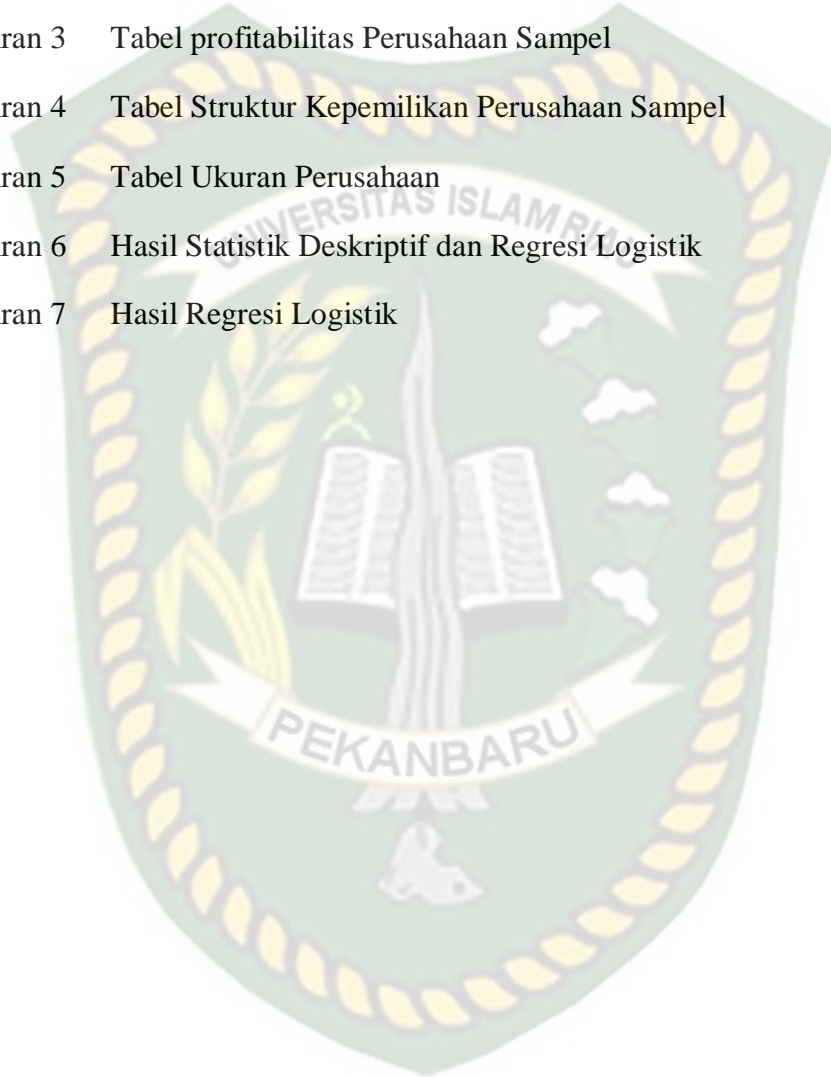 ran 3 Tabel profitabilitas Perusahaan Sampel
ran 4 Tabel Struktur Kepemilikan Perusahaan Sampel
ran 5 Tabel Ukuran Perusahaan
ran 6 Hasil Statistik Deskriptif dan Regresi Logistik
ran 7 Hasil Regresi Logistik
UNIVERSITAS ISLAM RIAU
PEKANBARU